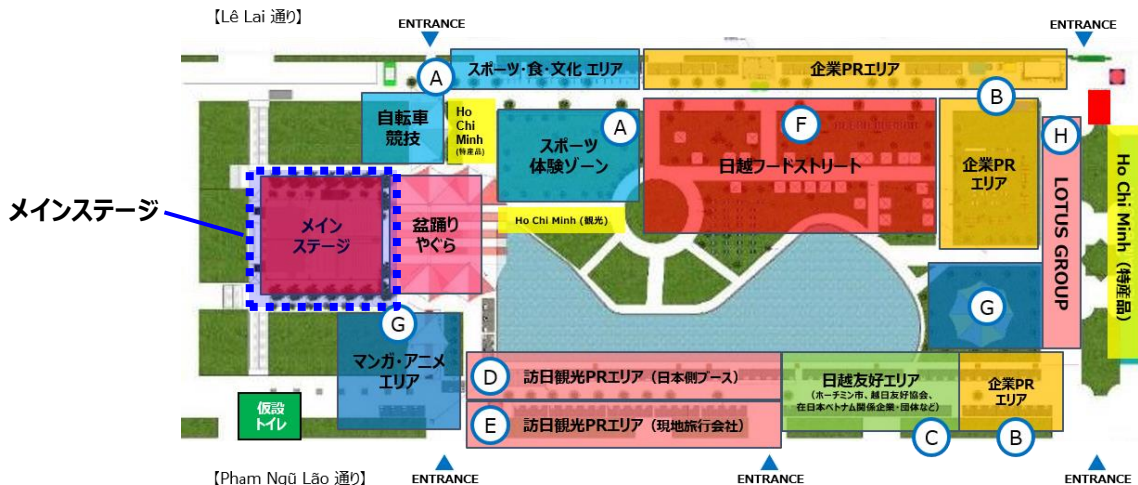 【Lê Lai 通り】
ENTRANCE
ENTRANCE
A
スポーツ・食・文化 エリア
企業PRエリア
B
自転車
競技
Ho
Chi
Minh
(特産品)
A
スポーツ
体験ゾーン
F
日越フードストリート
企業PR
エリア
H
LOTUS GROUP
Ho Chi Minh (特産品)
メインステージ
メイン
ステージ
盆踊り
やぐら
Ho Chi Minh (観光)
G
マンガ・アニメ
エリア
G
D
訪日観光PRエリア（日本側ブース）
E
訪日観光PRエリア（現地旅行会社）
日越友好エリア
(ホーチミン市、越日友好協会、
在日本ベトナム関係企業・団体など)
C
企業PR
エリア
B
仮設
トイレ
【Phạm Ngũ Lão 通り】
ENTRANCE
ENTRANCE
ENTRANCE